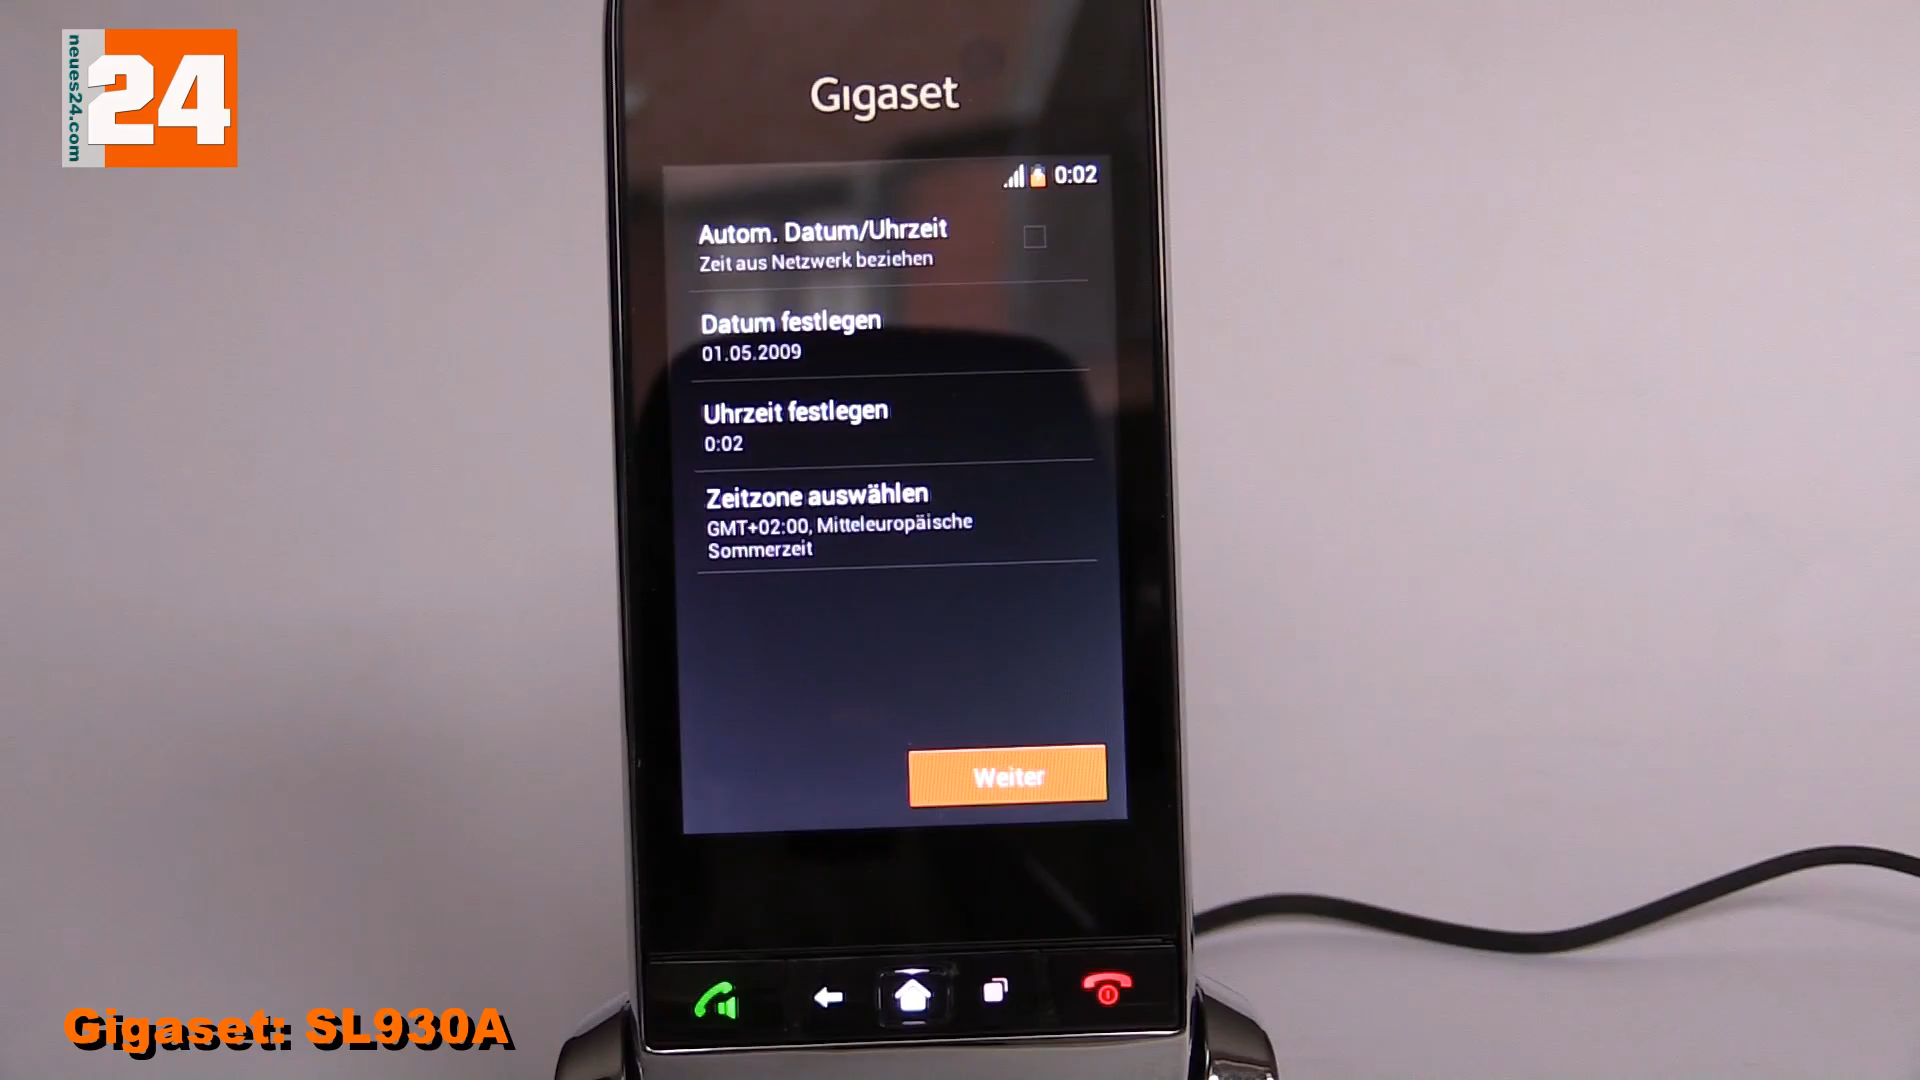 neues24.com
24
Gigaset
0:02
Autom. Datum/Uhrzeit
Zeit aus Netzwerk beziehen
Datum festlegen
01.05.2009
Uhrzeit festlegen
0:02
Zeitzone auswählen
GMT+02:00, Mitteleuropäische
Sommerzeit
Weiter
Gigaset: SL930A